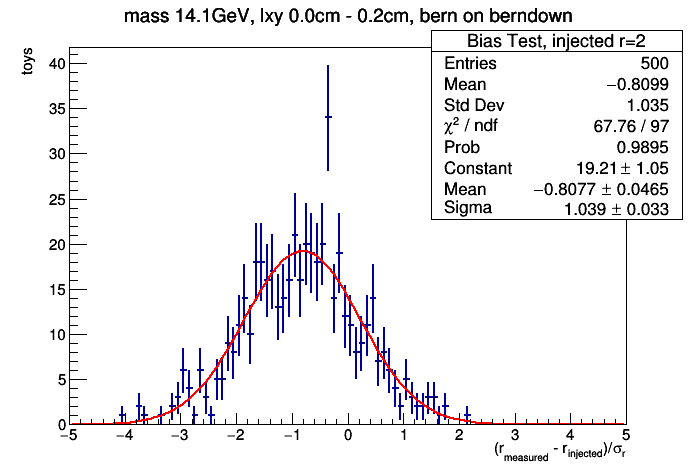 mass 14.1GeV, lxy 0.0cm - 0.2cm, bern on berndown
toys
Bias Test, injected r=2
Entries 500
Mean −0.8099
Std Dev 1.035
χ² / ndf 67.76 / 97
Prob 0.9895
Constant 19.21 ± 1.05
Mean −0.8077 ± 0.0465
Sigma 1.039 ± 0.033
40
35
30
25
20
15
10
5
0
−5 −4 −3 −2 −1 0 1 2 3 4 5
(r_measured - r_injected)/σ_r